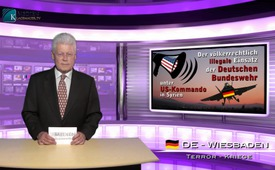 Der völkerrechtlich
illegale Einsatz
der Deutschen
Bundeswehr
unter
US-Kommando
in Syrien
DE - WIESBADEN
TERROR - KRIEGE